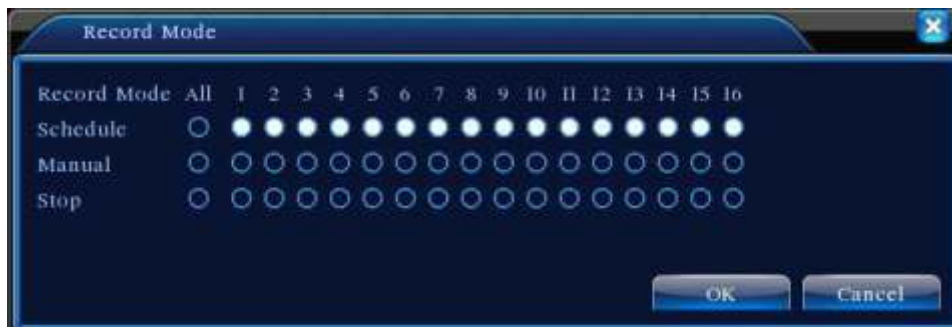 Record Mode
Record Mode All 1 2 3 4 5 6 7 8 9 10 11 12 13 14 15 16
Schedule
Manual
Stop
OK Cancel